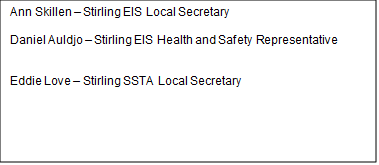 Ann Skillen – Stirling EIS Local Secretary
Daniel Auldjo – Stirling EIS Health and Safety Representative
Eddie Love – Stirling SSTA Local Secretary